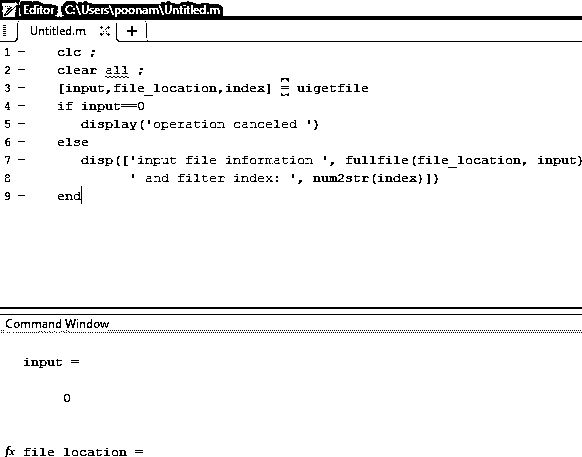 Editor C:\Users\poonam\Untitled.m
Untitled.m
+
1 - clc ;
2 - clear all ;
3 - [input,file_location,index] = uigetfile
4 - if input==0
5 - display('operation canceled ')
6 - else
7 - disp(['input file information ', fullfile(file_location, input)
8 ' and filter index: ', num2str(index)])
9 - end
Command Window
input =
0
fx file_location =